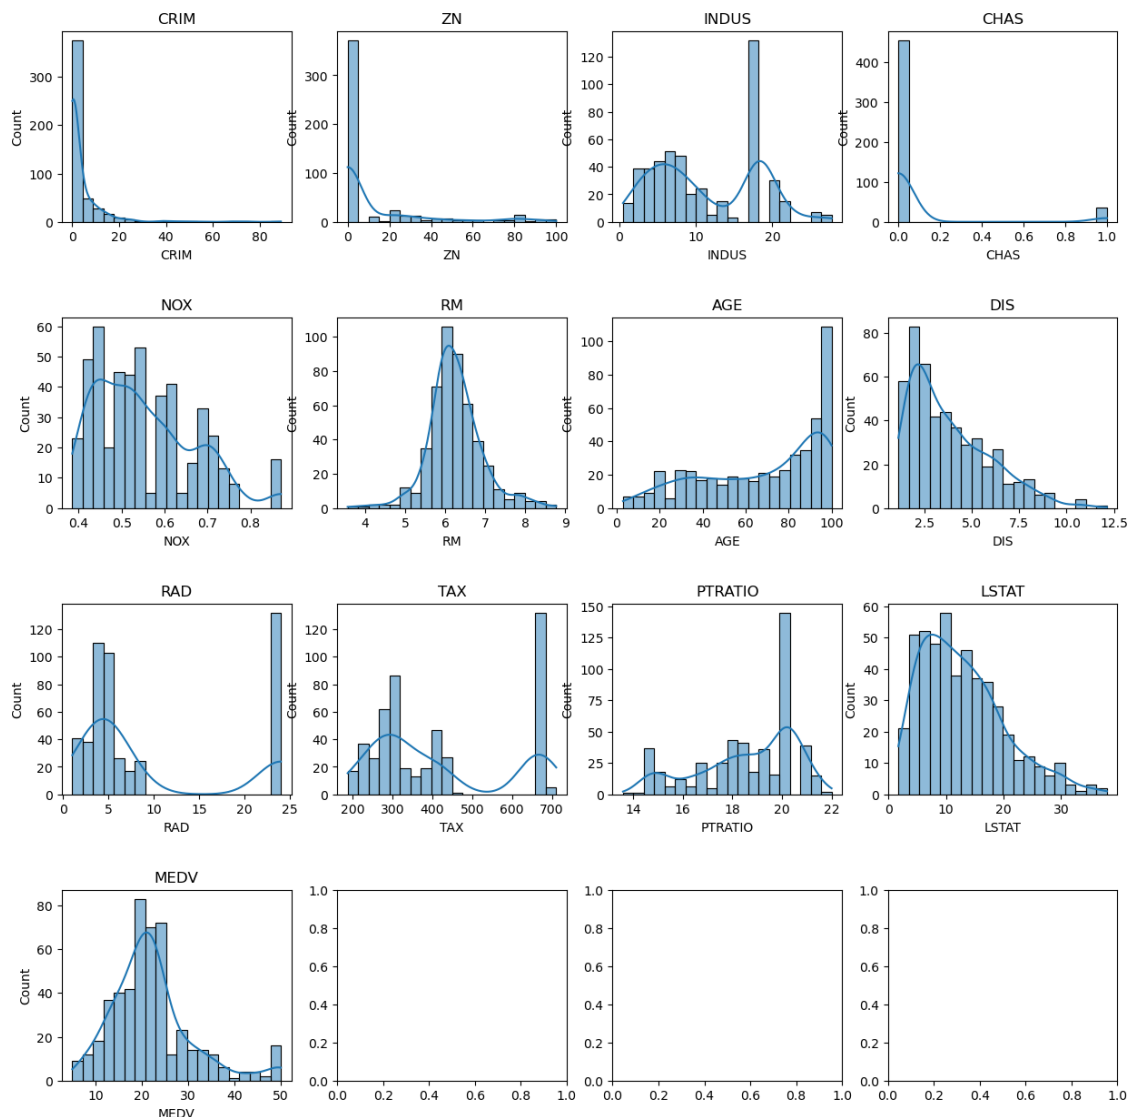 CRIM ZN INDUS CHAS
Count Count Count Count
300 200 100 0
300 200 100 0
120 100 80 60 40 20 0
400 300 200 100 0
0 20 40 60 80
0 20 40 60 80 100
0 10 20
0.0 0.2 0.4 0.6 0.8 1.0
CRIM ZN INDUS CHAS
NOX RM AGE DIS
Count Count Count Count
60 50 40 30 20 10 0
100 80 60 40 20 0
100 80 60 40 20 0
80 60 40 20 0
0.4 0.5 0.6 0.7 0.8
4 5 6 7 8 9
0 20 40 60 80 100
2.5 5.0 7.5 10.0 12.5
NOX RM AGE DIS
RAD TAX PTRATIO LSTAT
Count Count Count Count
120 100 80 60 40 20 0
120 100 80 60 40 20 0
150 125 100 75 50 25 0
60 50 40 30 20 10 0
0 5 10 15 20 25
200 300 400 500 600 700
14 16 18 20 22
0 10 20 30
RAD TAX PTRATIO LSTAT
MEDV
Count
80 60 40 20 0
1.0 0.8 0.6 0.4 0.2 0.0
1.0 0.8 0.6 0.4 0.2 0.0
1.0 0.8 0.6 0.4 0.2 0.0
10 20 30 40 50
0.0 0.2 0.4 0.6 0.8 1.0
0.0 0.2 0.4 0.6 0.8 1.0
0.0 0.2 0.4 0.6 0.8 1.0
MEDV